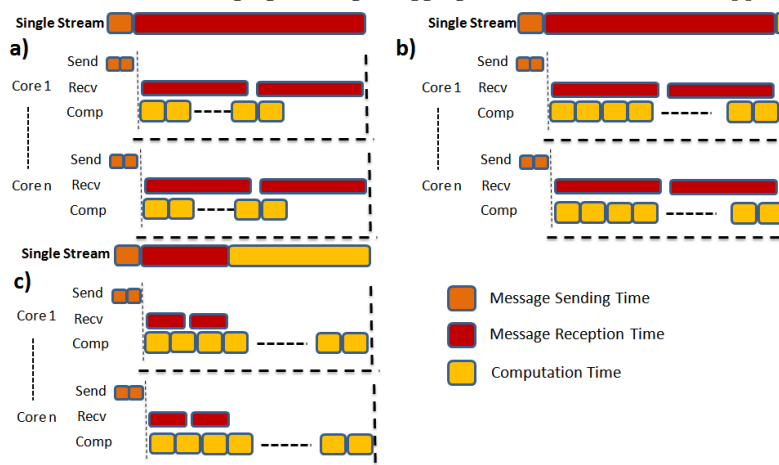 Single Stream
a)
Send
Core 1
Recv
Comp
Send
Core n
Recv
Comp
Single Stream
b)
Send
Core 1
Recv
Comp
Send
Core n
Recv
Comp
Single Stream
c)
Send
Core 1
Recv
Comp
Send
Core n
Recv
Comp
Message Sending Time
Message Reception Time
Computation Time